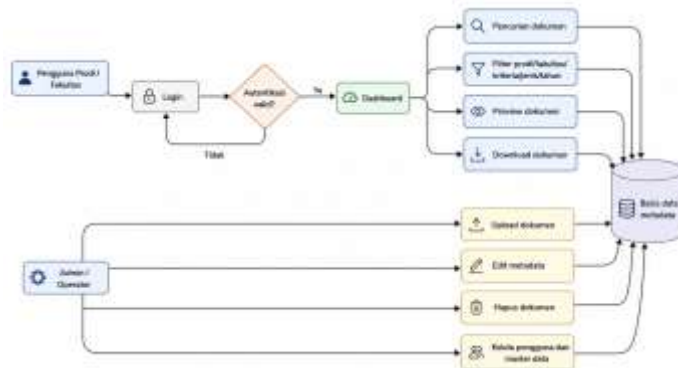 Pencarian dokumen
Pengguna Prodi /
Fakultas
Filter prodi/fakultas/
kriteria/jenis/tahun
Login
Autentikasi
valid?
Ya
Dashboard
Preview dokumen
Tidak
Download dokumen
Basis data
metadata
Upload dokumen
Admin /
Operator
Edit metadata
Hapus dokumen
Kelola pengguna dan
master data